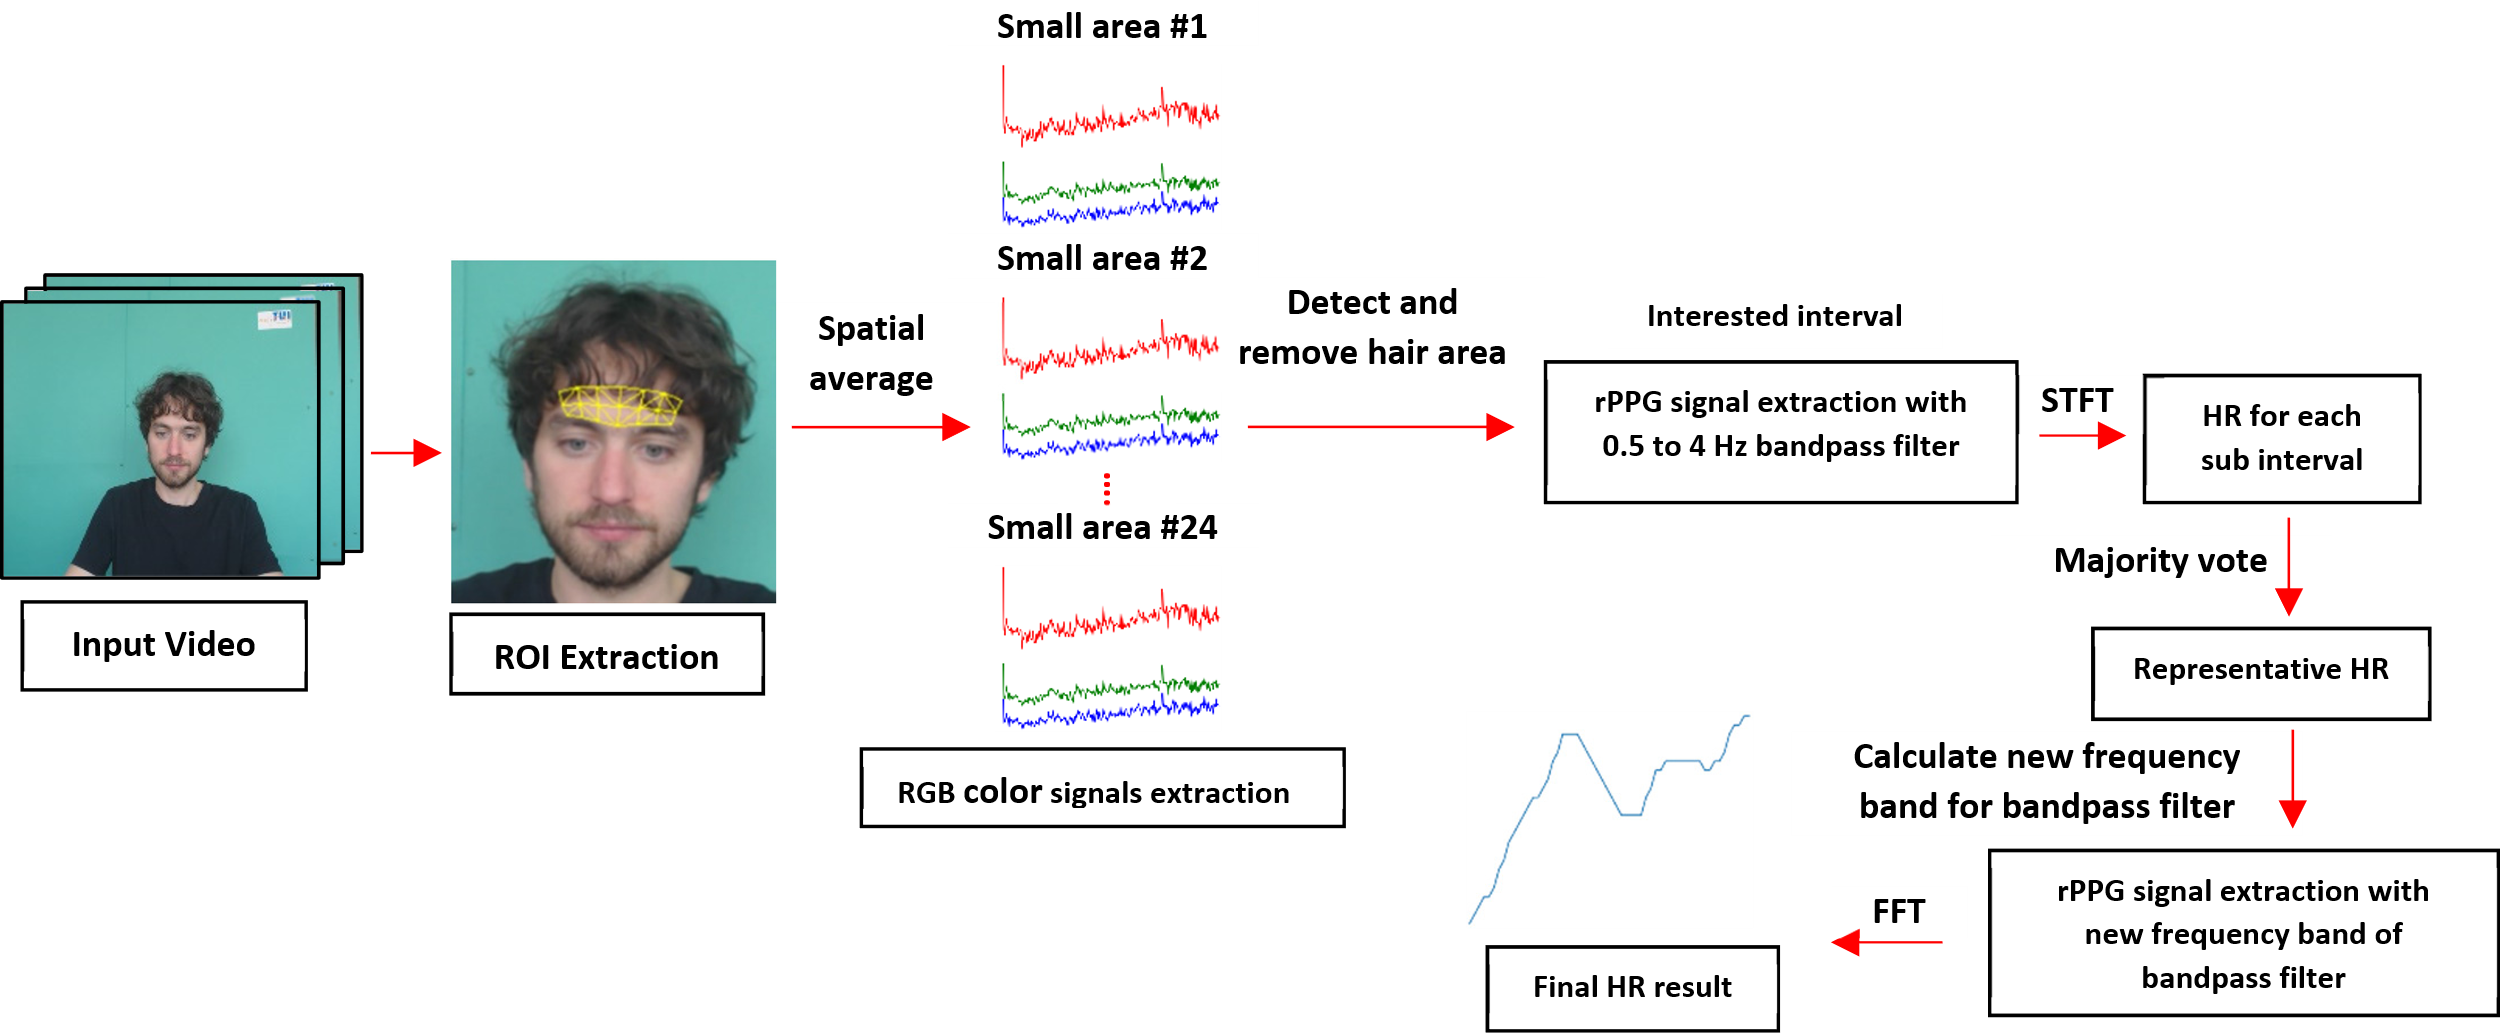 Small area #1
Small area #2
Small area #24
Input Video
ROI Extraction
Spatial
average
RGB color signals extraction
Detect and
remove hair area
Interested interval
rPPG signal extraction with
0.5 to 4 Hz bandpass filter
STFT
HR for each
sub interval
Majority vote
Representative HR
Calculate new frequency
band for bandpass filter
rPPG signal extraction with
new frequency band of
bandpass filter
FFT
Final HR result